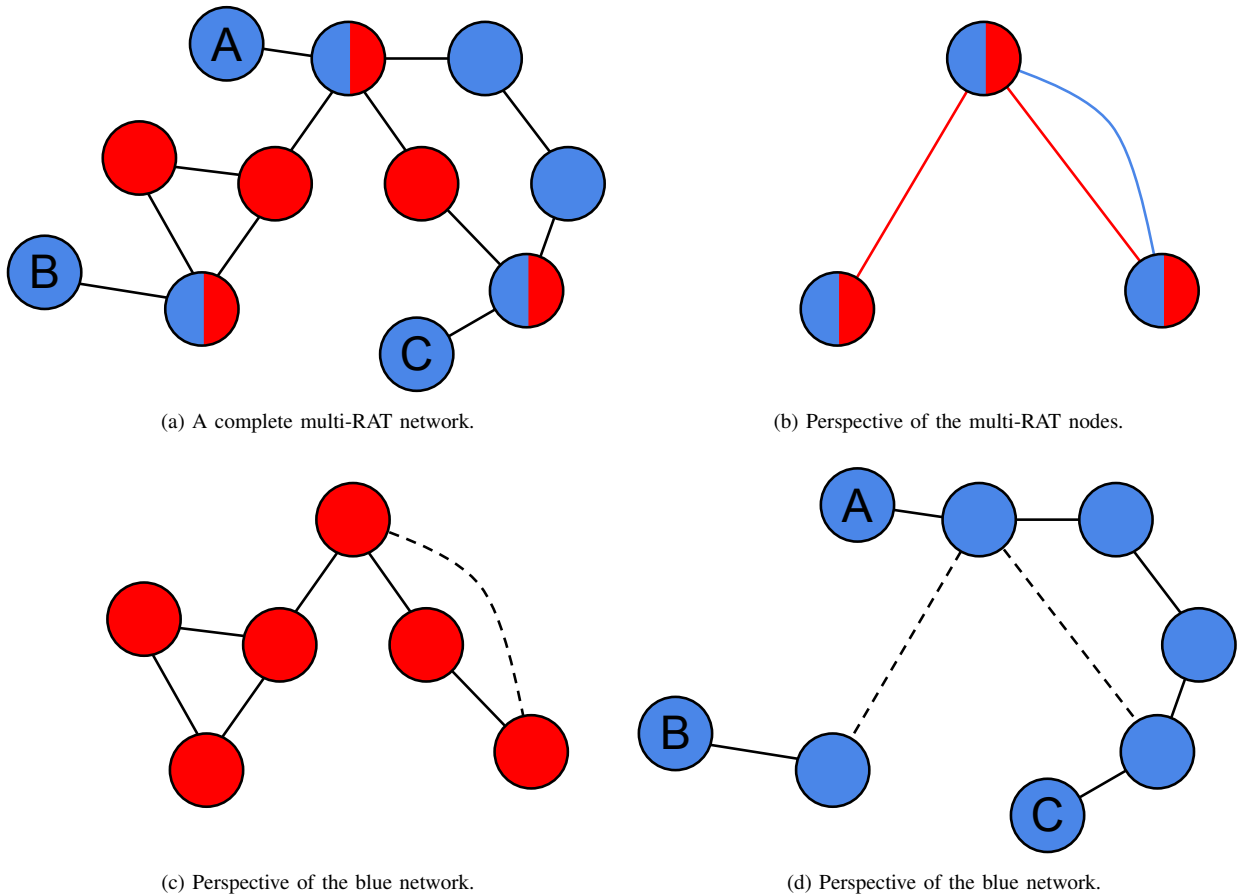 A
B
C
(a) A complete multi-RAT network.
(b) Perspective of the multi-RAT nodes.
A
B
C
(c) Perspective of the blue network.
(d) Perspective of the blue network.